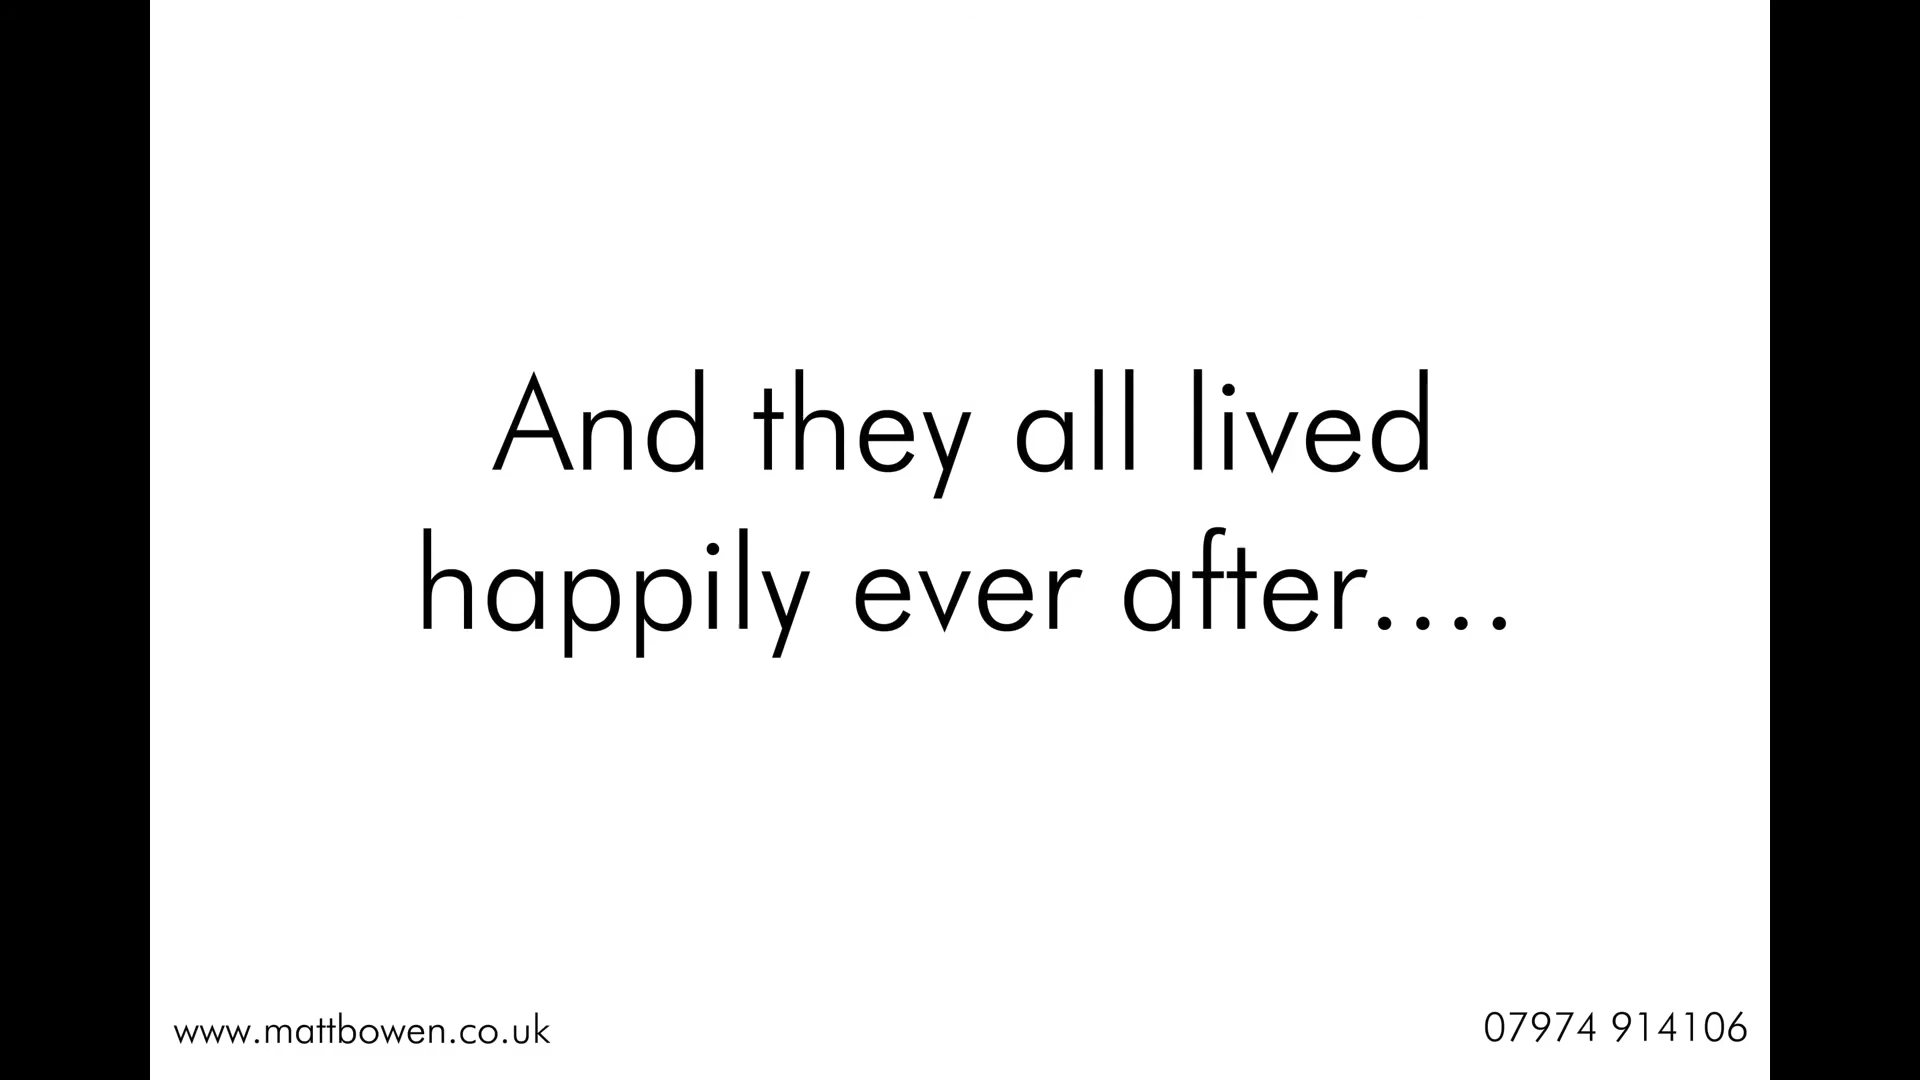 And they all lived
happily ever after....
www.mattbowen.co.uk
07974 914106